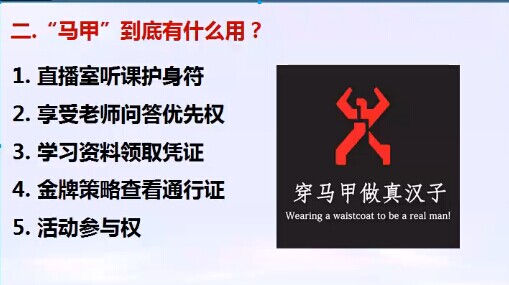 二.“马甲”到底有什么用？
1. 直播室听课护身符
2. 享受老师问答优先权
3. 学习资料领取凭证
4. 金牌策略查看通行证
5. 活动参与权
穿马甲做真汉子
Wearing a waistcoat to be a real man!